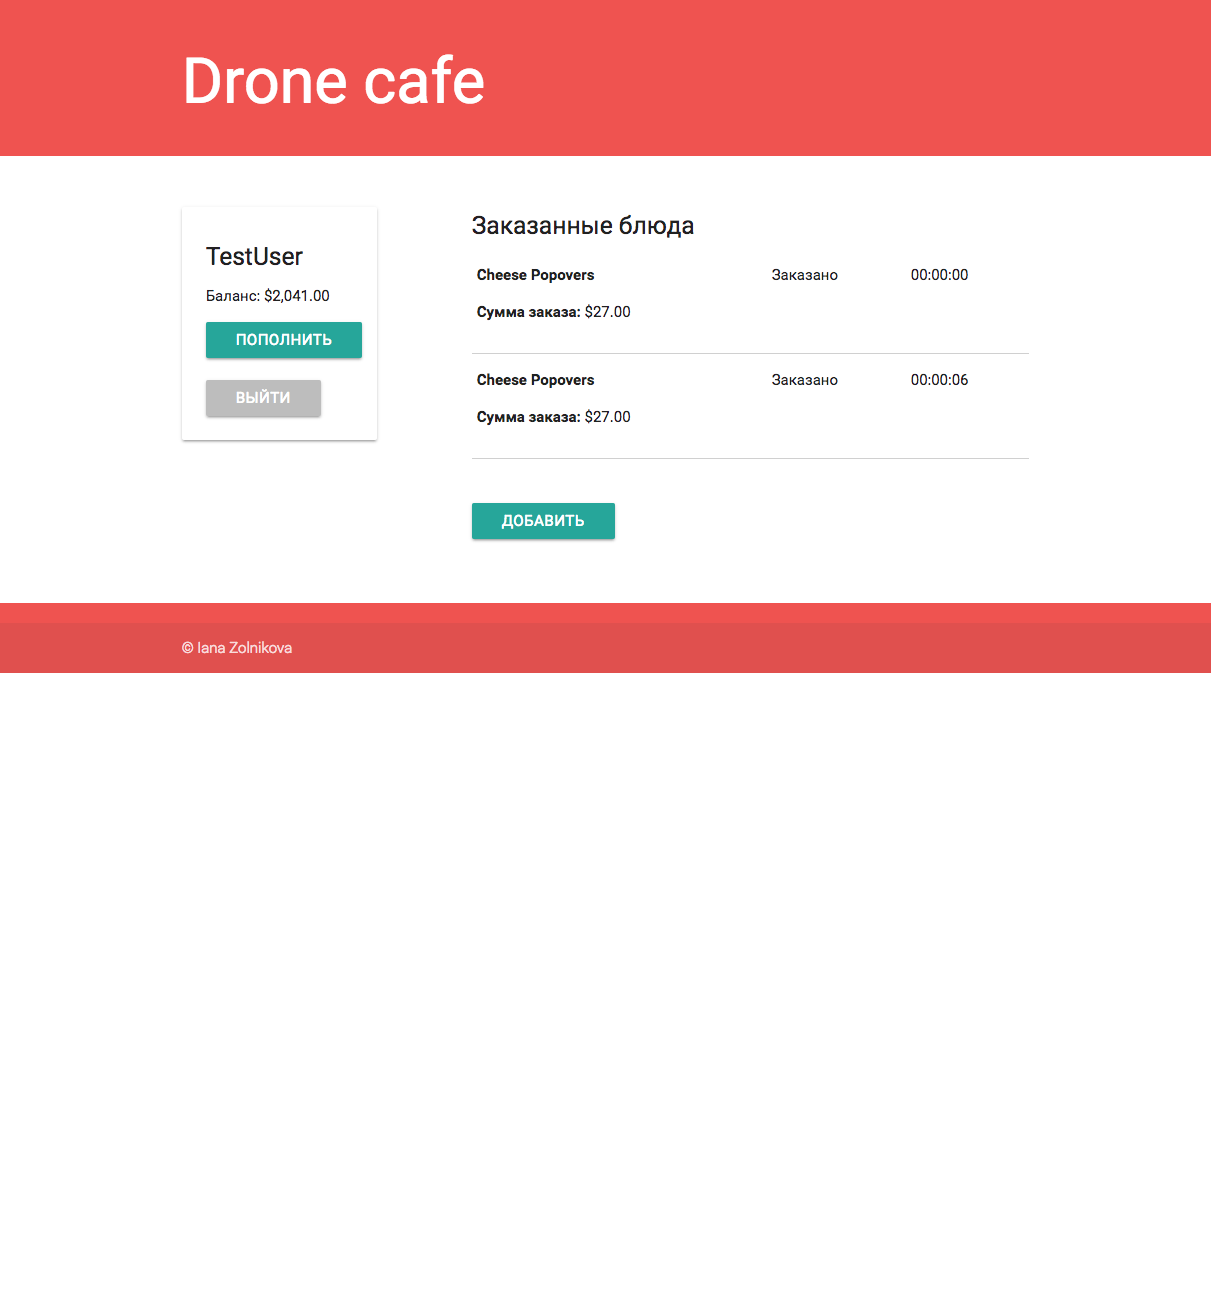 Drone cafe
TestUser
Баланс: $2,041.00
ПОПОЛНИТЬ
ВЫЙТИ
Заказанные блюда
Cheese Popovers Заказано 00:00:00
Сумма заказа: $27.00
Cheese Popovers Заказано 00:00:06
Сумма заказа: $27.00
ДОБАВИТЬ
© Iana Zolnikova